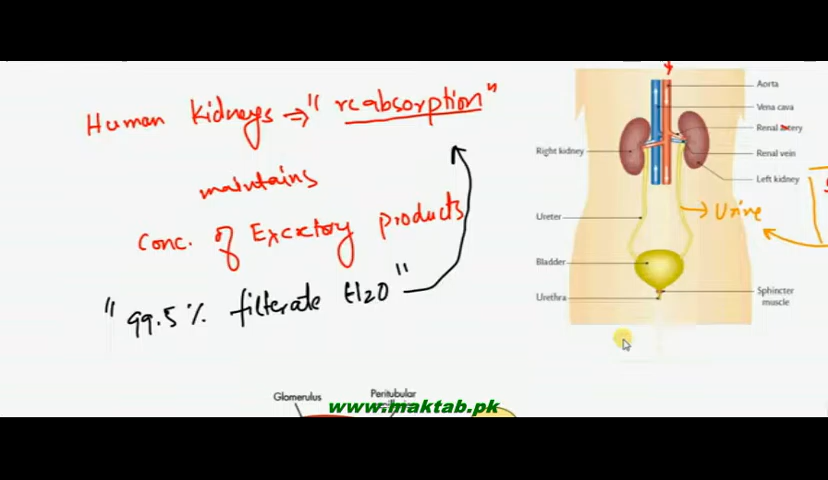 Human kidneys ⇒ "reabsorption"
maintains
conc. of Excretory products
"99.5% filterate H2O"
Aorta
Vena cava
Renal artery
Right kidney
Renal vein
Left kidney
Ureter
Urine
Bladder
Urethra
Sphincter
muscle
Glomerulus
Peritubular
www.maktab.pk